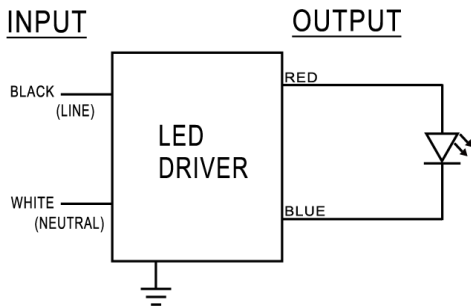 INPUT
OUTPUT
BLACK
(LINE)
RED
LED
DRIVER
WHITE
(NEUTRAL)
BLUE